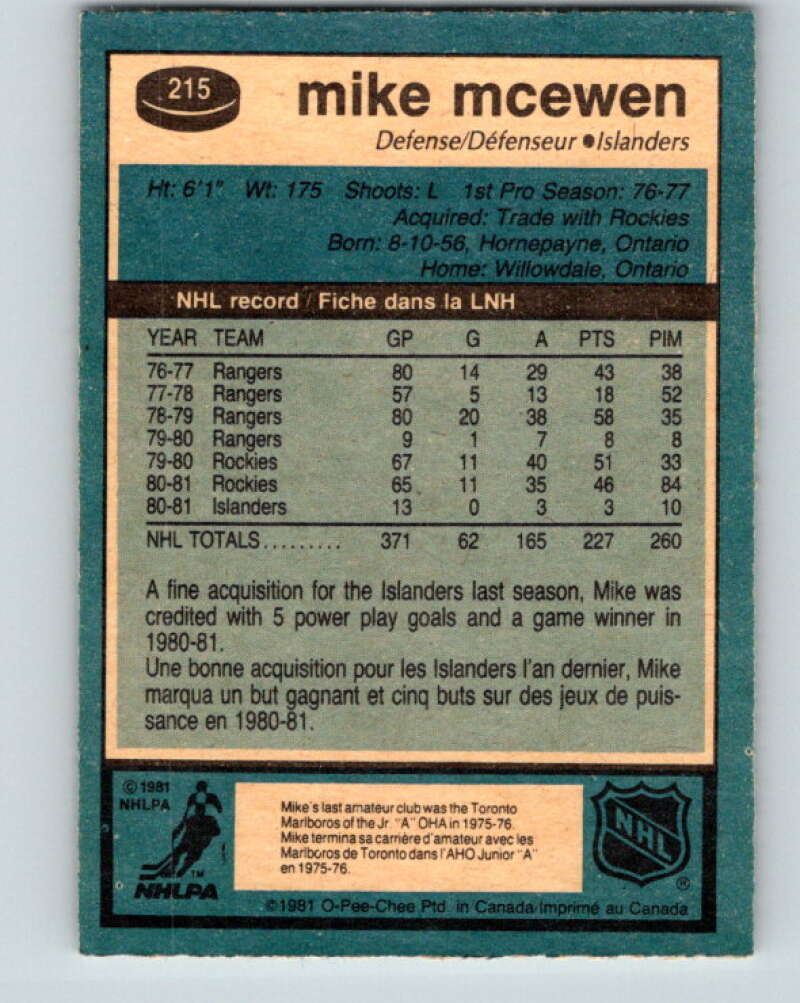 215
mike mcewen
Defense/Défenseur ●Islanders
Ht: 6'1" Wt: 175 Shoots: L 1st Pro Season: 76-77
Acquired: Trade with Rockies
Born: 8-10-56, Hornepayne, Ontario
Home: Willowdale, Ontario
NHL record / Fiche dans la LNH
YEAR TEAM GP G A PTS PIM
76-77 Rangers 80 14 29 43 38
77-78 Rangers 57 5 13 18 52
78-79 Rangers 80 20 38 58 35
79-80 Rangers 9 1 7 8 8
79-80 Rockies 67 11 40 51 33
80-81 Rockies 65 11 35 46 84
80-81 Islanders 13 0 3 3 10
NHL TOTALS......... 371 62 165 227 260
A fine acquisition for the Islanders last season, Mike was
credited with 5 power play goals and a game winner in
1980-81.
Une bonne acquisition pour les Islanders l'an dernier, Mike
marqua un but gagnant et cinq buts sur des jeux de puis-
sance en 1980-81.
© 1981
NHLPA
TM
NHLPA
Mike's last amateur club was the Toronto
Marlboros of the Jr. "A" OHA in 1975-76.
Mike termina sa carrière d'amateur avec les
Marlboros de Toronto dans l'AHO Junior "A"
en 1975-76.
NHL
®
©1981 O-Pee-Chee Ptd. in Canada/Imprimé au Canada